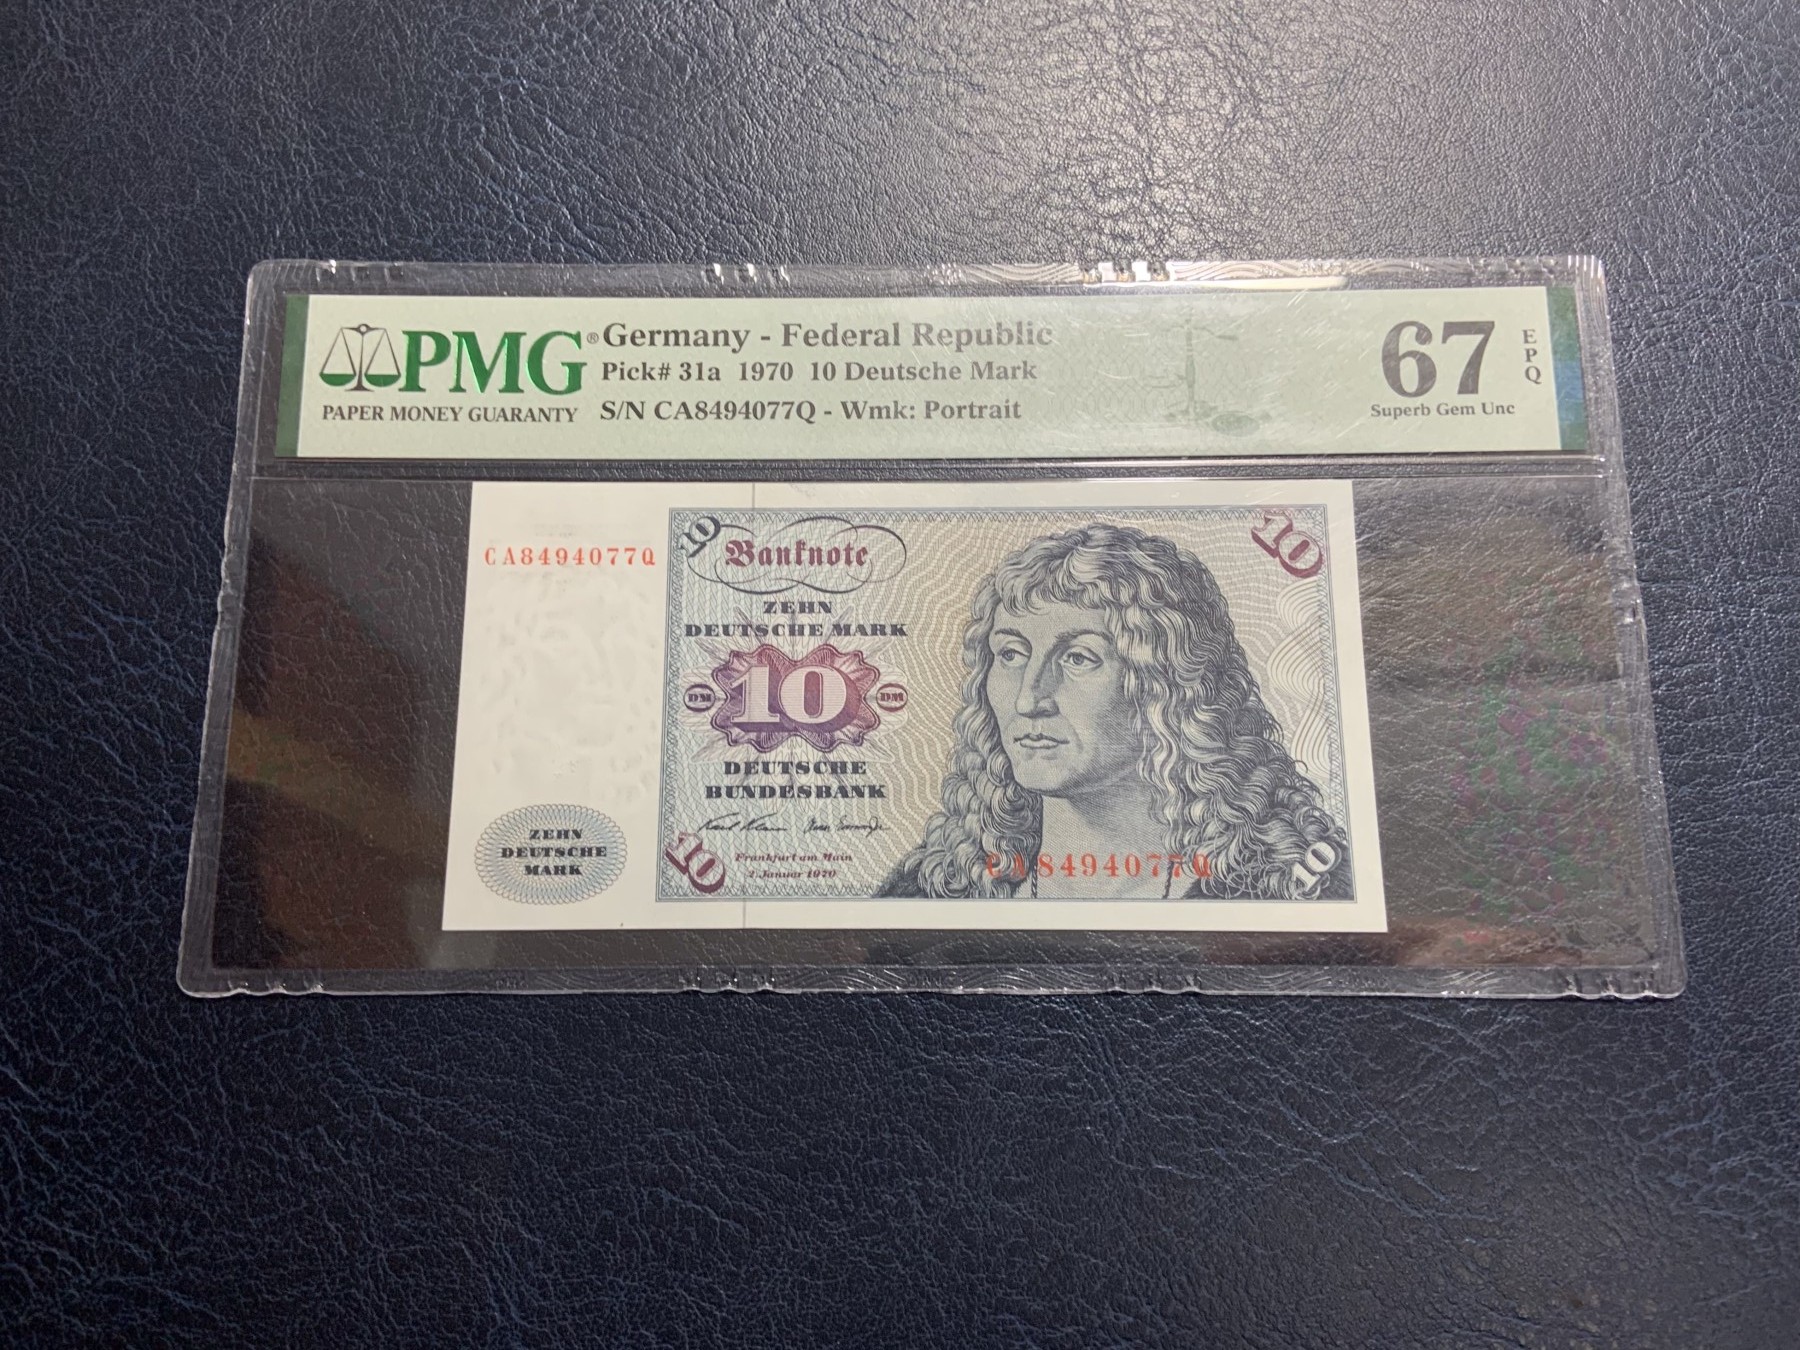 PMG®
PAPER MONEY GUARANTY
Germany - Federal Republic
Pick# 31a 1970 10 Deutsche Mark
S/N CA8494077Q - Wmk: Portrait
67
EPQ
Superb Gem Unc
CA8494077Q
10
Banknote
10
ZEHN
DEUTSCHE MARK
DM 10 DM
DEUTSCHE
BUNDESBANK
10
Frankfurt am Main
2. Januar 1970
CA8494077Q
10
ZEHN
DEUTSCHE
MARK